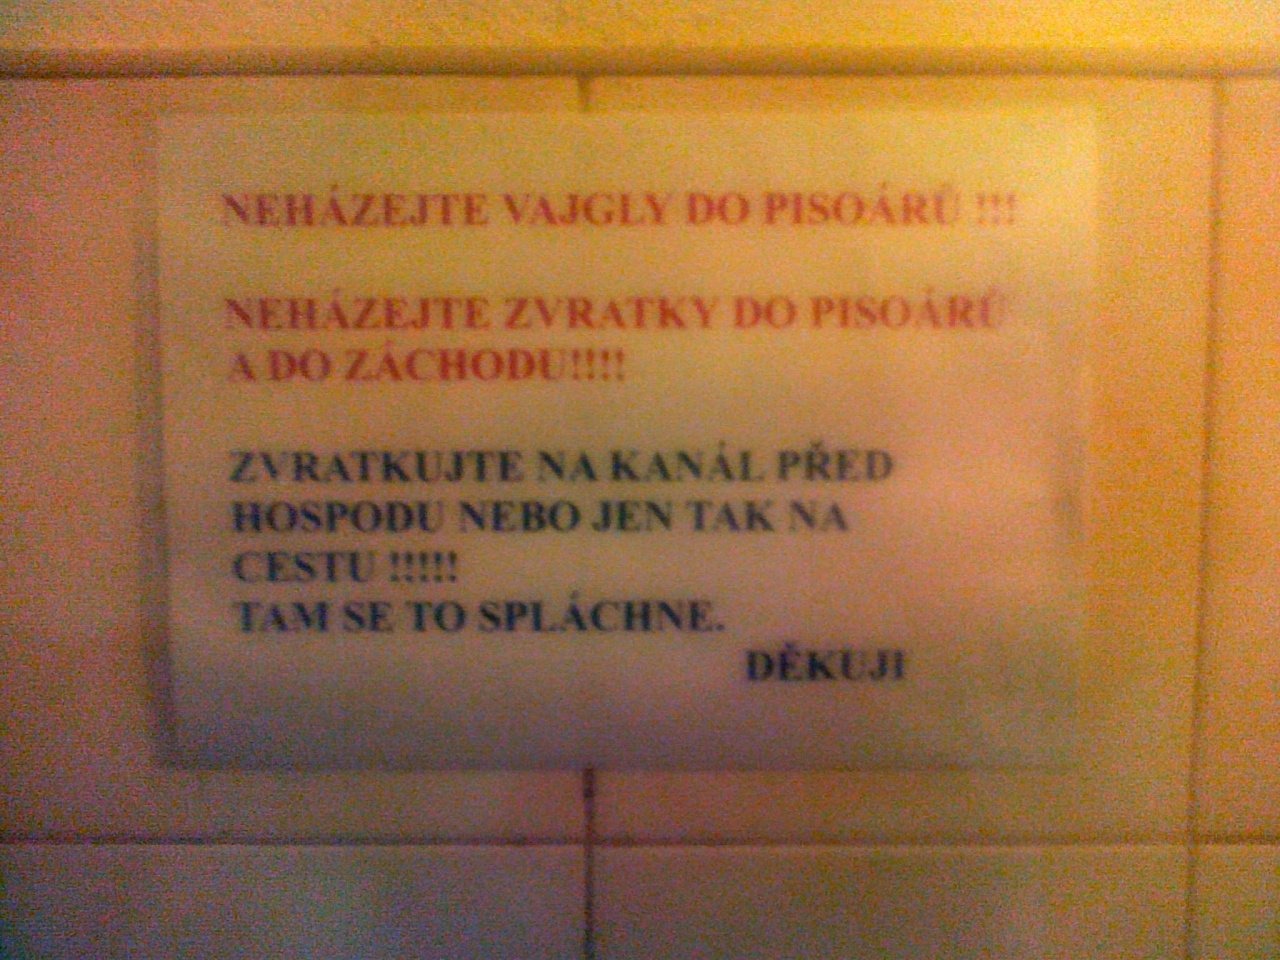 NEHÁZEJTE VAJGLY DO PISOÁRŮ !!!
NEHÁZEJTE ZVRATKY DO PISOÁRŮ
A DO ZÁCHODU!!!!
ZVRATKUJTE NA KANÁL PŘED
HOSPODU NEBO JEN TAK NA
CESTU !!!!!
TAM SE TO SPLÁCHNE.
DĚKUJI